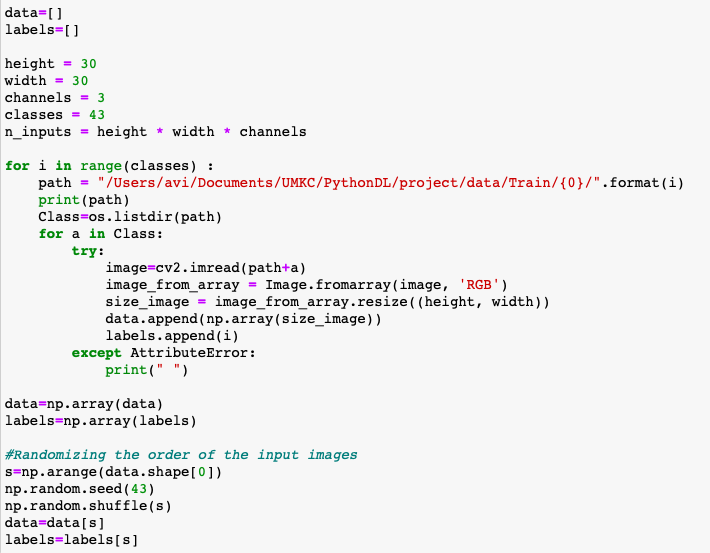 data=[]
labels=[]

height = 30
width = 30
channels = 3
classes = 43
n_inputs = height * width * channels

for i in range(classes) :
    path = "/Users/avi/Documents/UMKC/PythonDL/project/data/Train/{0}/".format(i)
    print(path)
    Class=os.listdir(path)
    for a in Class:
        try:
            image=cv2.imread(path+a)
            image_from_array = Image.fromarray(image, 'RGB')
            size_image = image_from_array.resize((height, width))
            data.append(np.array(size_image))
            labels.append(i)
        except AttributeError:
            print(" ")

data=np.array(data)
labels=np.array(labels)

#Randomizing the order of the input images
s=np.arange(data.shape[0])
np.random.seed(43)
np.random.shuffle(s)
data=data[s]
labels=labels[s]